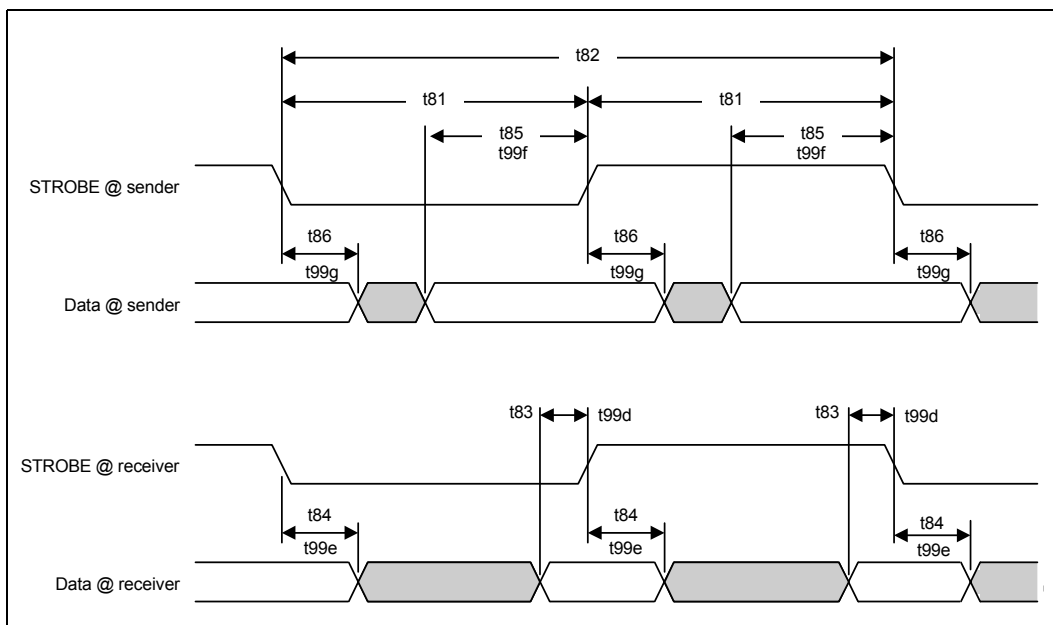 t82
t81 t81
t85 t85
t99f t99f
STROBE @ sender
t86 t86 t86
t99g t99g t99g
Data @ sender
t83 t99d t83 t99d
STROBE @ receiver
t84 t84 t84
t99e t99e t99e
Data @ receiver